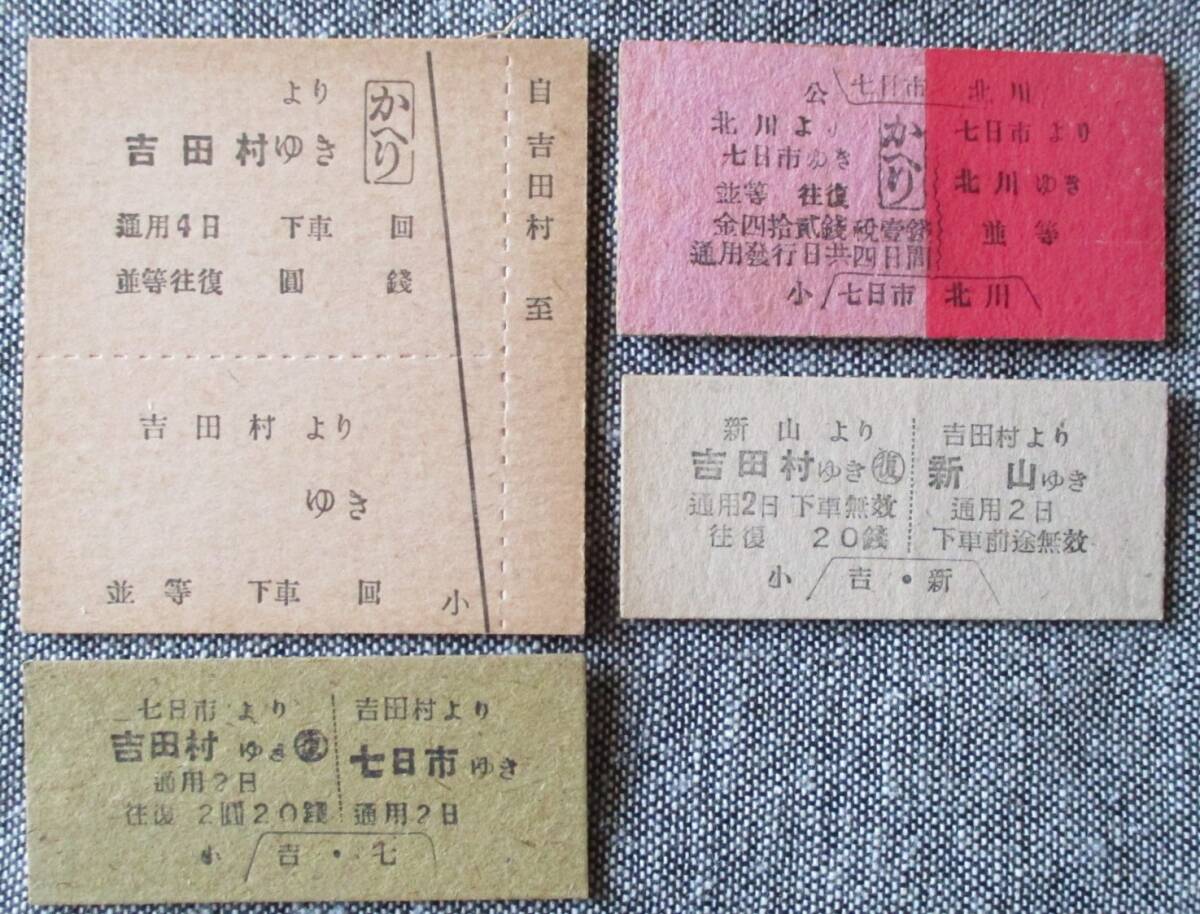 より
かへり
吉田村ゆき
通用4日 下車 回
並等往復 圓 錢
吉田村より
ゆき
並等 下車 回 小
自吉田村 至
公 七日市 北川
北川より
七日市ゆき
かへり
並等 往復
金四拾貳錢 税壹錢
通用發行日共四日間
七日市より
北川ゆき
並等
小 七日市 北川
新山より
吉田村ゆき 復
通用2日 下車無效
往復 20錢
吉田村より
新山ゆき
通用2日
下車前途無效
小 吉・新
七日市より
吉田村ゆき 復
通用2日
往復 2圓20錢
吉田村より
七日市ゆき
通用2日
小 吉・七